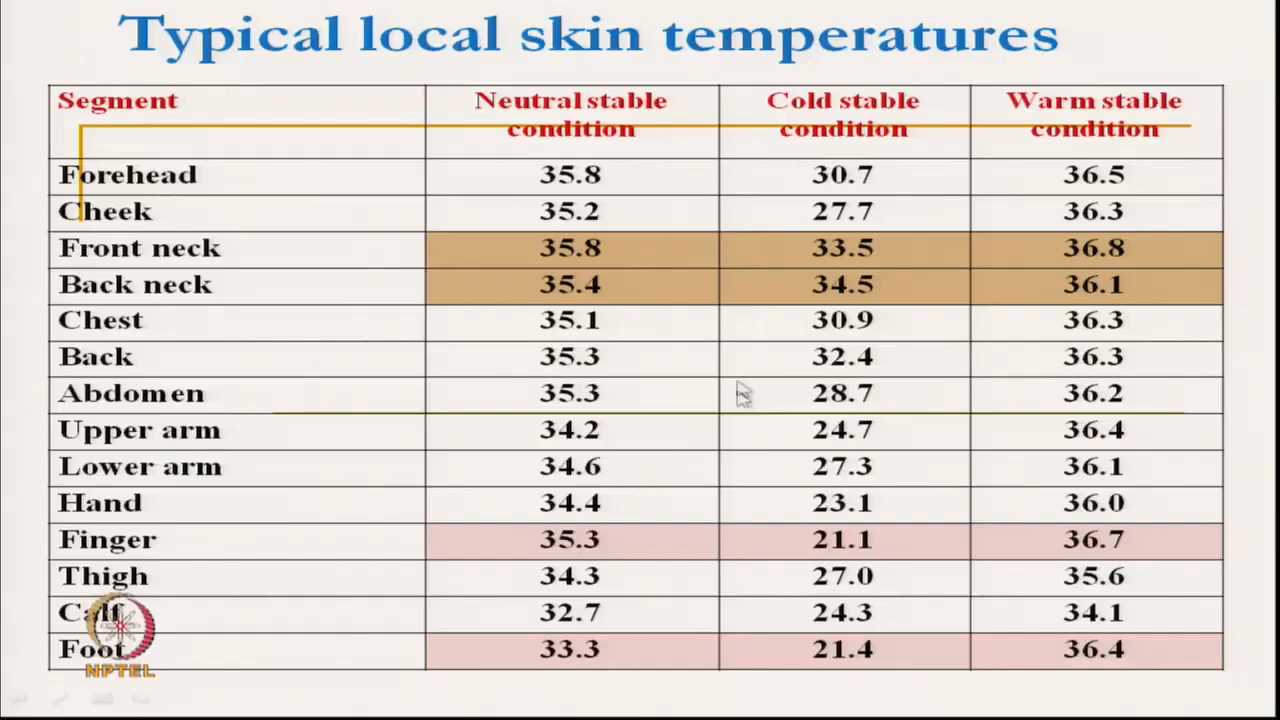 Typical local skin temperatures
Segment Neutral stable condition Cold stable condition Warm stable condition
Forehead 35.8 30.7 36.5
Cheek 35.2 27.7 36.3
Front neck 35.8 33.5 36.8
Back neck 35.4 34.5 36.1
Chest 35.1 30.9 36.3
Back 35.3 32.4 36.3
Abdomen 35.3 28.7 36.2
Upper arm 34.2 24.7 36.4
Lower arm 34.6 27.3 36.1
Hand 34.4 23.1 36.0
Finger 35.3 21.1 36.7
Thigh 34.3 27.0 35.6
Calf 32.7 24.3 34.1
Foot 33.3 21.4 36.4
NPTEL